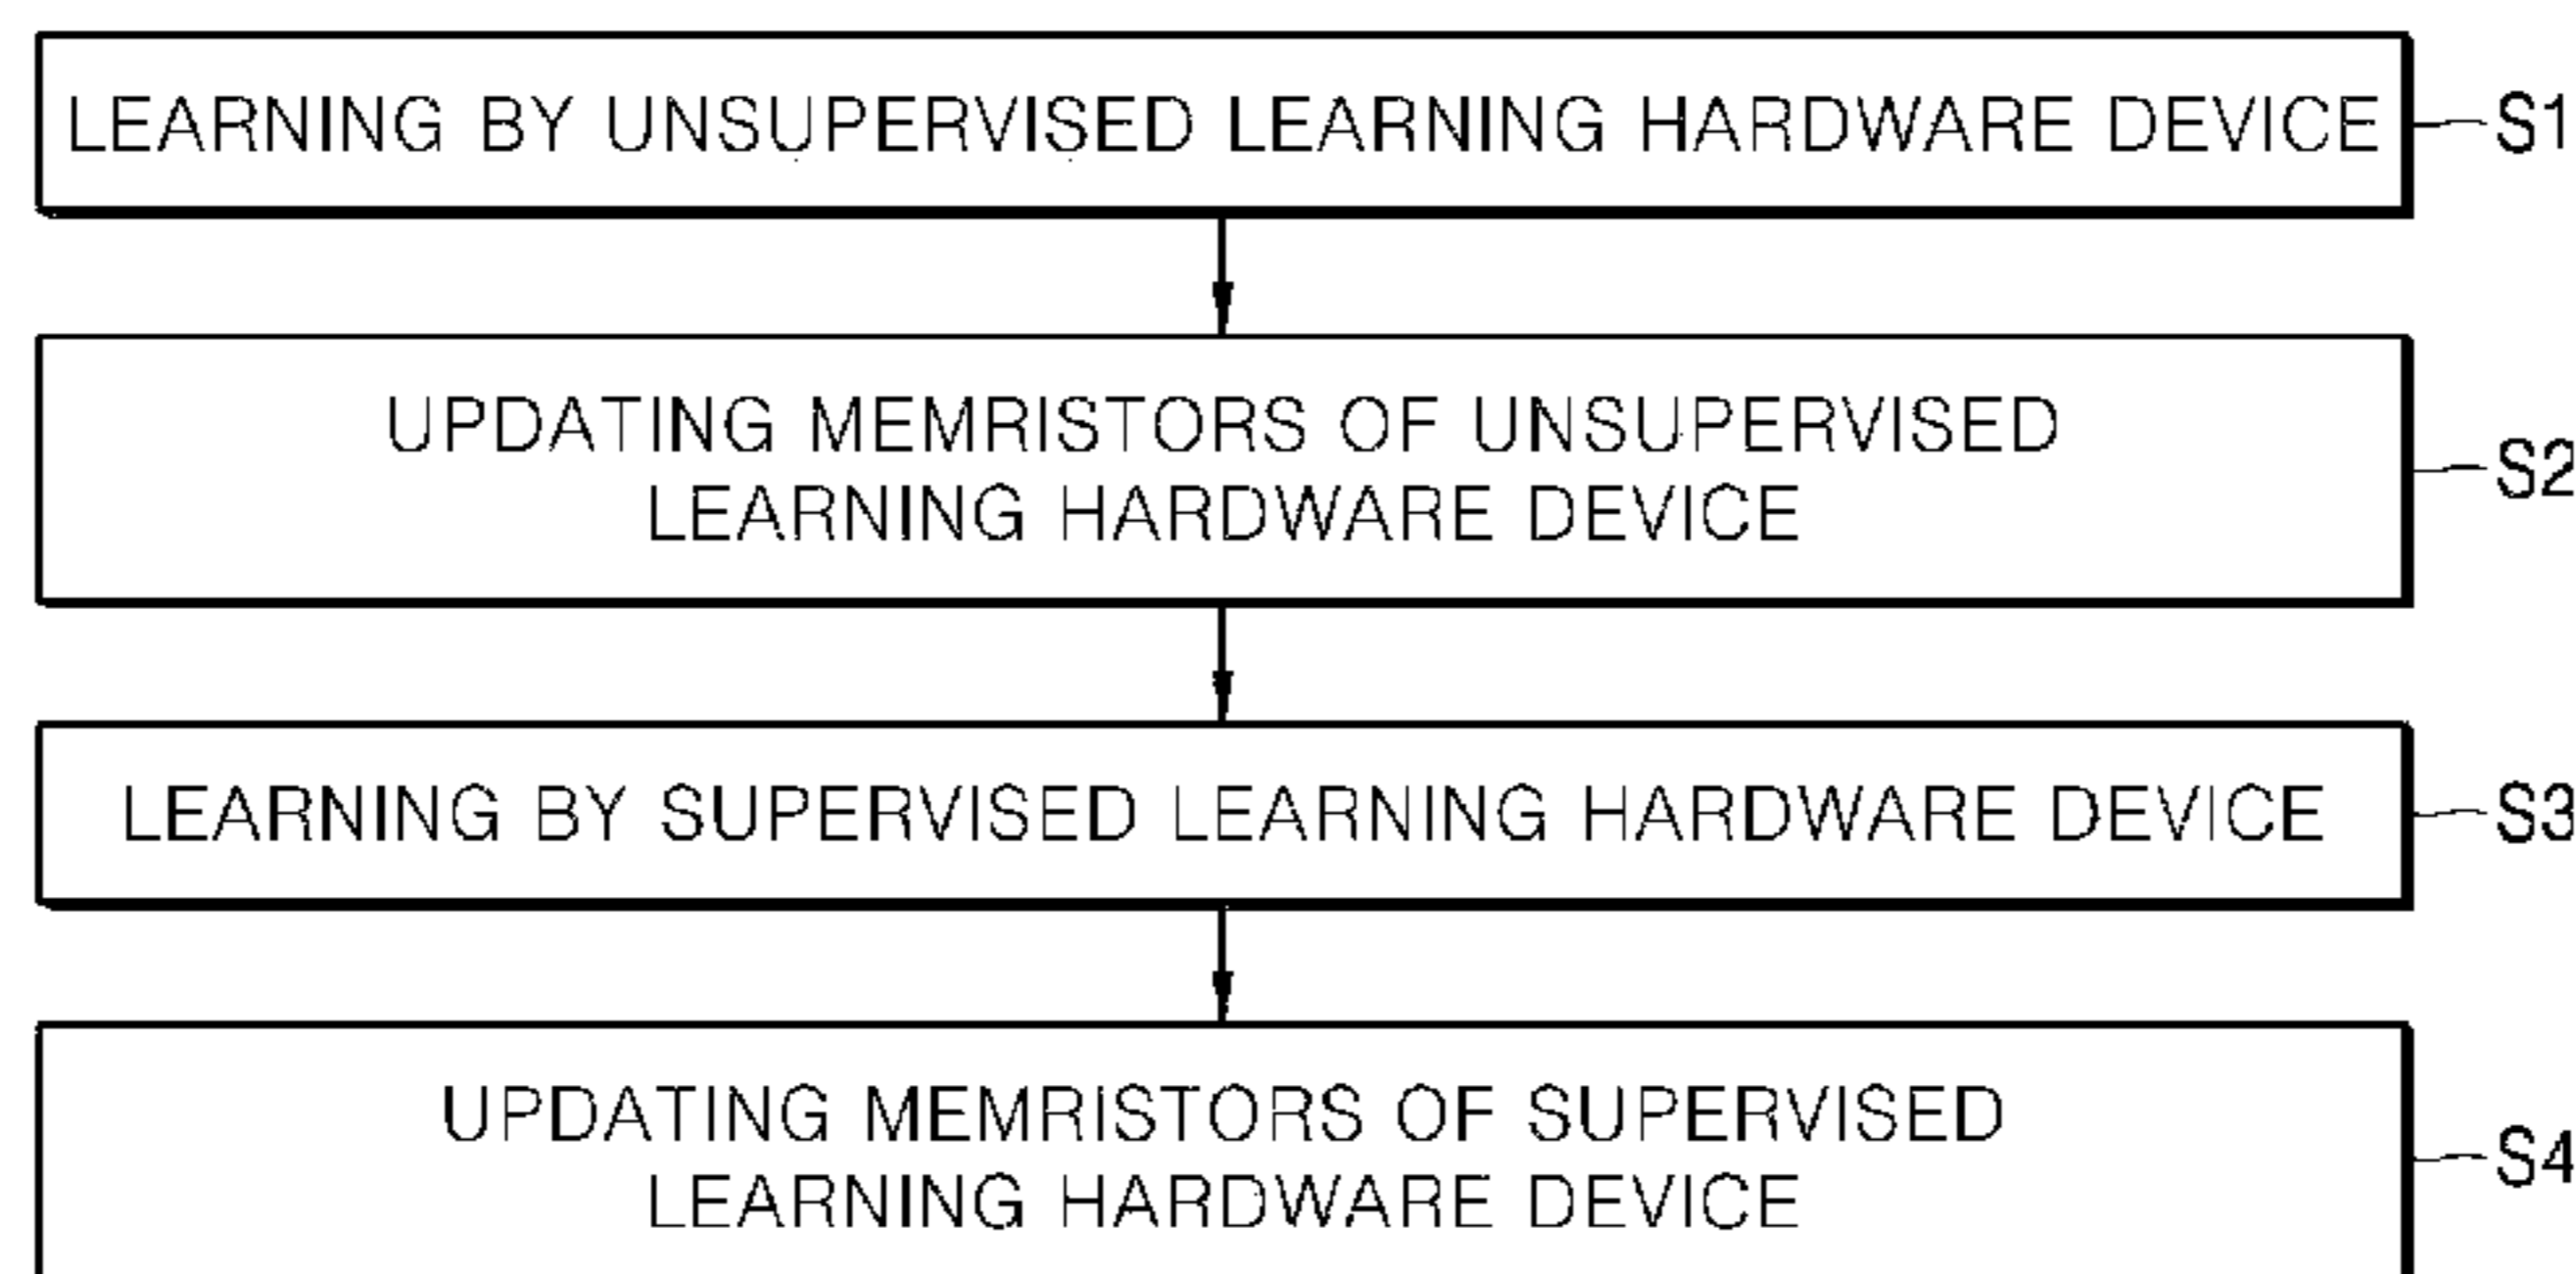 LEARNING BY UNSUPERVISED LEARNING HARDWARE DEVICE
S1
UPDATING MEMRISTORS OF UNSUPERVISED
LEARNING HARDWARE DEVICE
S2
LEARNING BY SUPERVISED LEARNING HARDWARE DEVICE
S3
UPDATING MEMRISTORS OF SUPERVISED
LEARNING HARDWARE DEVICE
S4